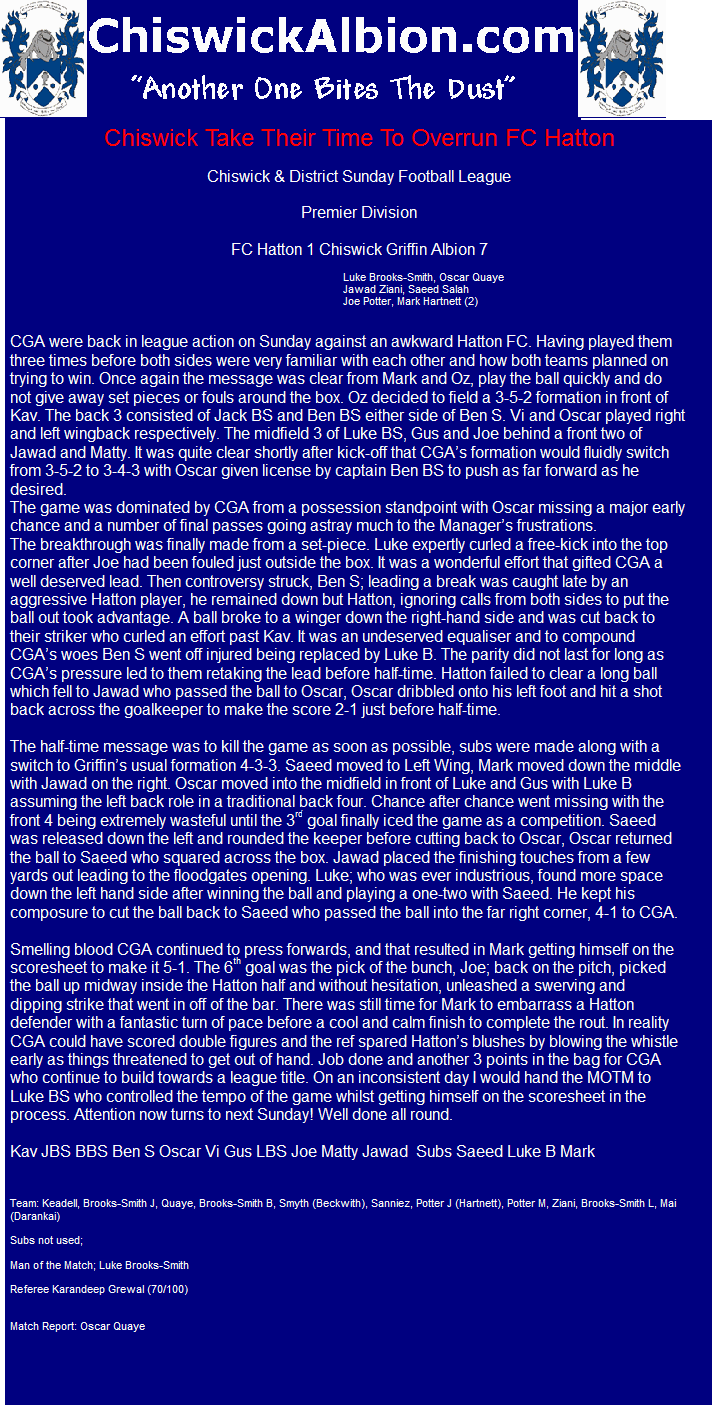 ChiswickAlbion.com
"Another One Bites The Dust"
Chiswick Take Their Time To Overrun FC Hatton
Chiswick & District Sunday Football League
Premier Division
FC Hatton 1 Chiswick Griffin Albion 7
Luke Brooks-Smith, Oscar Quaye
Jawad Ziani, Saeed Salah
Joe Potter, Mark Hartnett (2)
CGA were back in league action on Sunday against an awkward Hatton FC. Having played them
three times before both sides were very familiar with each other and how both teams planned on
trying to win. Once again the message was clear from Mark and Oz, play the ball quickly and do
not give away set pieces or fouls around the box. Oz decided to field a 3-5-2 formation in front of
Kav. The back 3 consisted of Jack BS and Ben BS either side of Ben S. Vi and Oscar played right
and left wingback respectively. The midfield 3 of Luke BS, Gus and Joe behind a front two of
Jawad and Matty. It was quite clear shortly after kick-off that CGA's formation would fluidly switch
from 3-5-2 to 3-4-3 with Oscar given license by captain Ben BS to push as far forward as he
desired.
The game was dominated by CGA from a possession standpoint with Oscar missing a major early
chance and a number of final passes going astray much to the Manager's frustrations.
The breakthrough was finally made from a set-piece. Luke expertly curled a free-kick into the top
corner after Joe had been fouled just outside the box. It was a wonderful effort that gifted CGA a
well deserved lead. Then controversy struck, Ben S; leading a break was caught late by an
aggressive Hatton player, he remained down but Hatton, ignoring calls from both sides to put the
ball out took advantage. A ball broke to a winger down the right-hand side and was cut back to
their striker who curled an effort past Kav. It was an undeserved equaliser and to compound
CGA's woes Ben S went off injured being replaced by Luke B. The parity did not last for long as
CGA's pressure led to them retaking the lead before half-time. Hatton failed to clear a long ball
which fell to Jawad who passed the ball to Oscar, Oscar dribbled onto his left foot and hit a shot
back across the goalkeeper to make the score 2-1 just before half-time.
The half-time message was to kill the game as soon as possible, subs were made along with a
switch to Griffin's usual formation 4-3-3. Saeed moved to Left Wing, Mark moved down the middle
with Jawad on the right. Oscar moved into the midfield in front of Luke and Gus with Luke B
assuming the left back role in a traditional back four. Chance after chance went missing with the
front 4 being extremely wasteful until the 3rd goal finally iced the game as a competition. Saeed
was released down the left and rounded the keeper before cutting back to Oscar, Oscar returned
the ball to Saeed who squared across the box. Jawad placed the finishing touches from a few
yards out leading to the floodgates opening. Luke; who was ever industrious, found more space
down the left hand side after winning the ball and playing a one-two with Saeed. He kept his
composure to cut the ball back to Saeed who passed the ball into the far right corner, 4-1 to CGA.
Smelling blood CGA continued to press forwards, and that resulted in Mark getting himself on the
scoresheet to make it 5-1. The 6th goal was the pick of the bunch, Joe; back on the pitch, picked
the ball up midway inside the Hatton half and without hesitation, unleashed a swerving and
dipping strike that went in off of the bar. There was still time for Mark to embarrass a Hatton
defender with a fantastic turn of pace before a cool and calm finish to complete the rout. In reality
CGA could have scored double figures and the ref spared Hatton's blushes by blowing the whistle
early as things threatened to get out of hand. Job done and another 3 points in the bag for CGA
who continue to build towards a league title. On an inconsistent day I would hand the MOTM to
Luke BS who controlled the tempo of the game whilst getting himself on the scoresheet in the
process. Attention now turns to next Sunday! Well done all round.
Kav JBS BBS Ben S Oscar Vi Gus LBS Joe Matty Jawad  Subs Saeed Luke B Mark
Team: Keadell, Brooks-Smith J, Quaye, Brooks-Smith B, Smyth (Beckwith), Sanniez, Potter J (Hartnett), Potter M, Ziani, Brooks-Smith L, Mai
(Darankai)
Subs not used;
Man of the Match; Luke Brooks-Smith
Referee Karandeep Grewal (70/100)
Match Report: Oscar Quaye